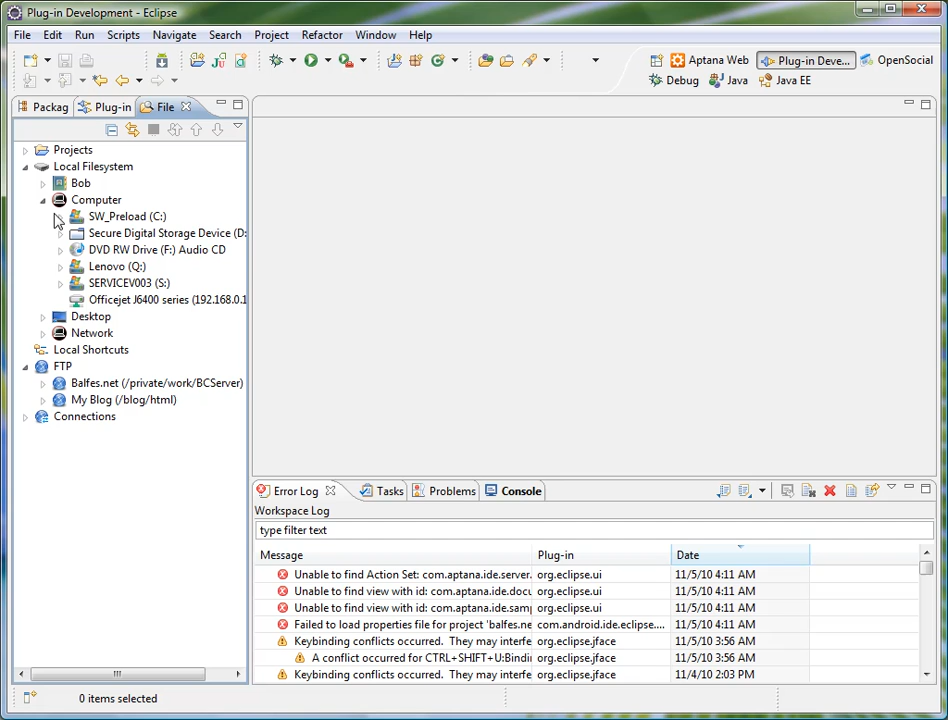 Plug-in Development - Eclipse
File Edit Run Scripts Navigate Search Project Refactor Window Help
Aptana Web Plug-in Deve... OpenSocial
Debug Java Java EE
Packag Plug-in File
Projects
Local Filesystem
Bob
Computer
SW_Preload (C:)
Secure Digital Storage Device (D:
DVD RW Drive (F:) Audio CD
Lenovo (Q:)
SERVICEV003 (S:)
Officejet J6400 series (192.168.0.1
Desktop
Network
Local Shortcuts
FTP
Balfes.net (/private/work/BCServer)
My Blog (/blog/html)
Connections
Error Log Tasks Problems Console
Workspace Log
type filter text
Message Plug-in Date
Unable to find Action Set: com.aptana.ide.server. org.eclipse.ui 11/5/10 4:11 AM
Unable to find view with id: com.aptana.ide.docu org.eclipse.ui 11/5/10 4:11 AM
Unable to find view with id: com.aptana.ide.samp org.eclipse.ui 11/5/10 4:11 AM
Failed to load properties file for project 'balfes.ne com.android.ide.eclipse.... 11/5/10 4:11 AM
Keybinding conflicts occurred. They may interfe org.eclipse.jface 11/5/10 3:56 AM
A conflict occurred for CTRL+SHIFT+U:Bindin org.eclipse.jface 11/5/10 3:56 AM
Keybinding conflicts occurred. They may interfe org.eclipse.jface 11/4/10 2:03 PM
0 items selected